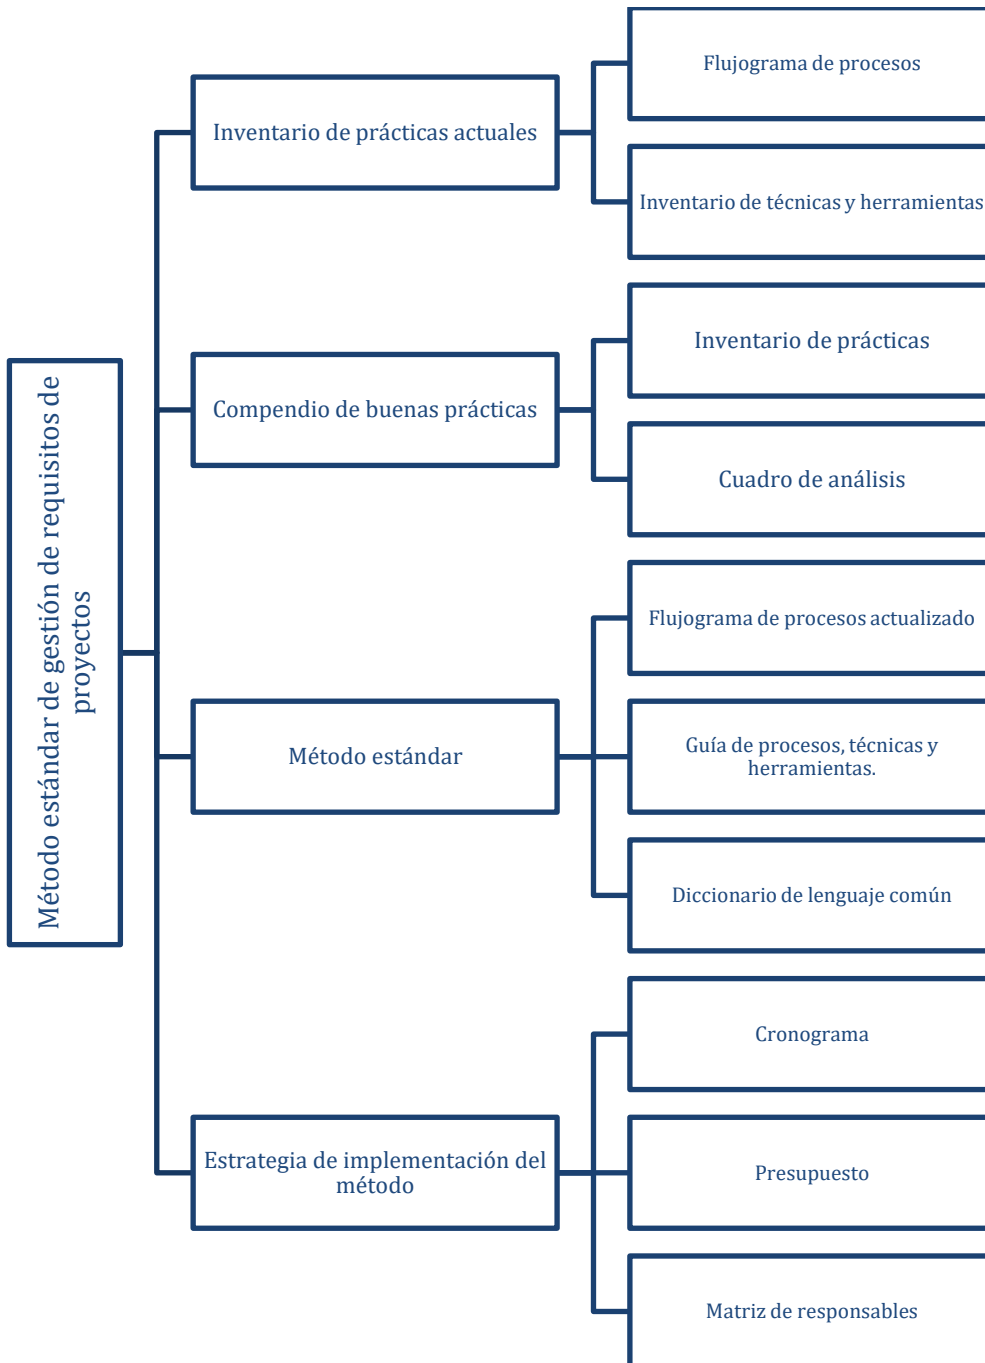 Método estándar de gestión de requisitos de
proyectos
Inventario de prácticas actuales
Flujograma de procesos
Inventario de técnicas y herramientas
Compendio de buenas prácticas
Inventario de prácticas
Cuadro de análisis
Método estándar
Flujograma de procesos actualizado
Guía de procesos, técnicas y
herramientas.
Diccionario de lenguaje común
Estrategia de implementación del
método
Cronograma
Presupuesto
Matriz de responsables